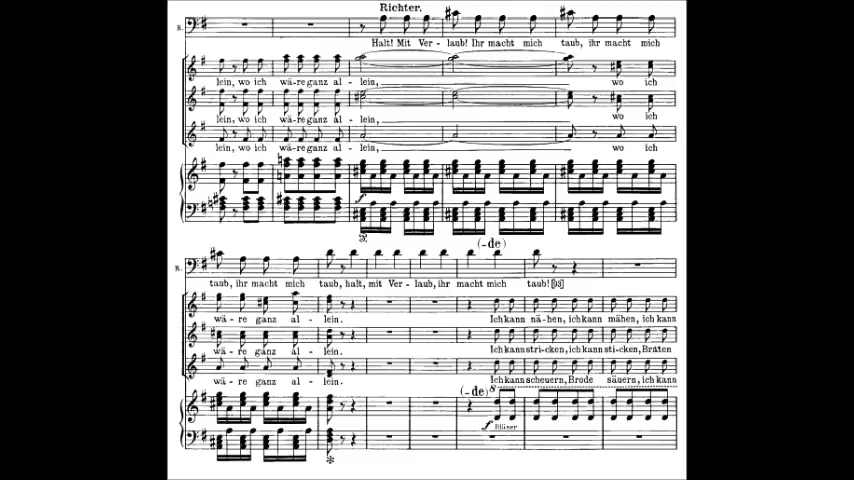 Richter.
R.
Halt! Mit Ver - laub! Ihr macht mich taub, ihr macht mich
lein, wo ich wä-re ganz al - lein, wo ich
lein, wo ich wä-re ganz al - lein, wo ich
lein, wo ich wä-re ganz al - lein, wo ich
f
(-de)
R.
taub, ihr macht mich taub, halt, mit Ver - laub, ihr macht mich taub! [93]
wä - re ganz al - lein. Ich kann nä-hen, ich kann mähen, ich kann
wä - re ganz al - lein. Ich kann stri-cken, ich kann sti-cken, Braten
wä - re ganz al - lein. Ich kann scheuern, Brode säuern, ich kann
(-de) 8
f Bläser